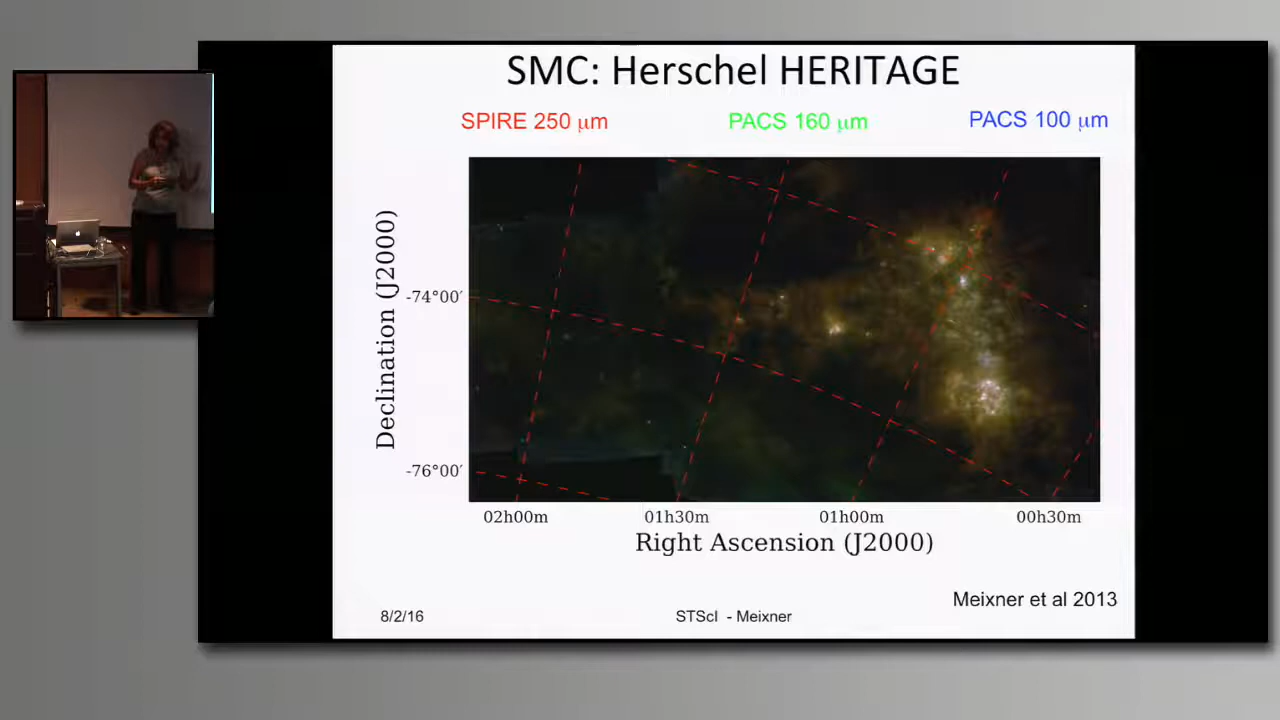 SMC: Herschel HERITAGE
SPIRE 250 μm
PACS 160 μm
PACS 100 μm
Declination (J2000)
-74°00′
-76°00′
02h00m
01h30m
01h00m
00h30m
Right Ascension (J2000)
Meixner et al 2013
8/2/16
STScI - Meixner